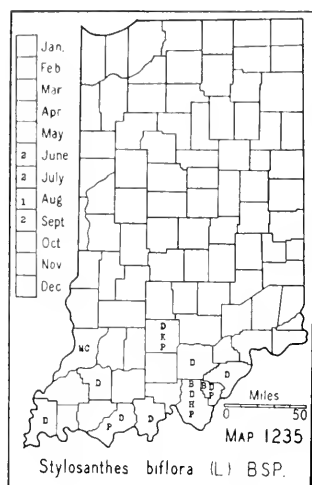 Jan.
Feb
Mar
Apr
May
2 June
2 July
1 Aug
2 Sept
Oct
Nov
Dec
D
K
P
MC
D
D
D
B
D
H
P
B
D
P
D
P D
D
Miles
0 50
MAP 1235
Stylosanthes biflora (L.) BSP.